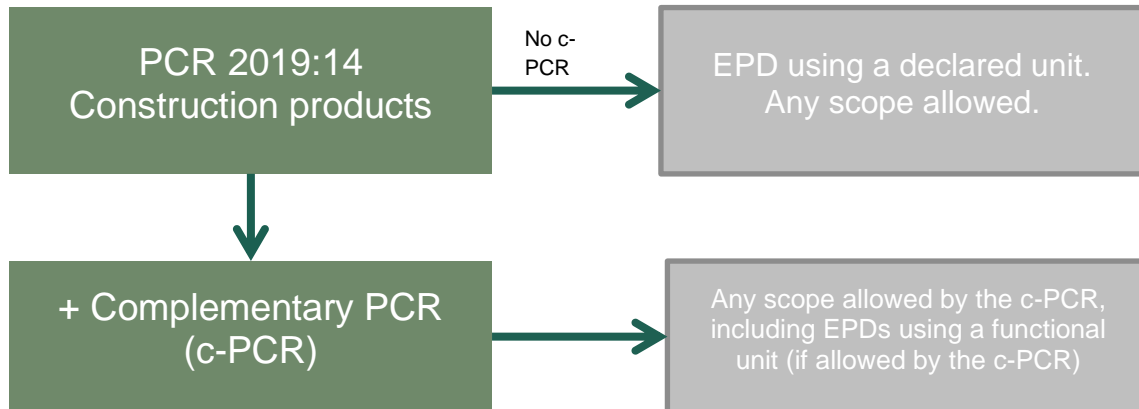 PCR 2019:14
Construction products
No c-
PCR
EPD using a declared unit.
Any scope allowed.
+ Complementary PCR
(c-PCR)
Any scope allowed by the c-PCR,
including EPDs using a functional
unit (if allowed by the c-PCR)